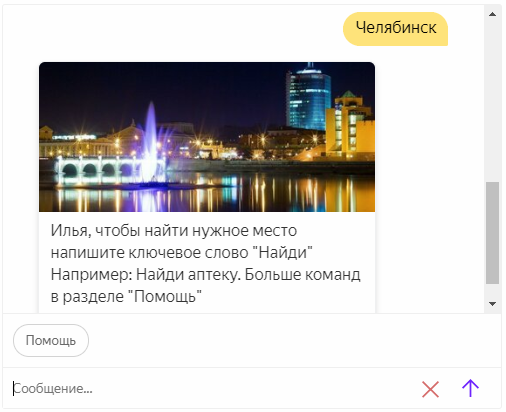 Челябинск
Илья, чтобы найти нужное место
напишите ключевое слово "Найди"
Например: Найди аптеку. Больше команд
в разделе "Помощь"
Помощь
Сообщение...